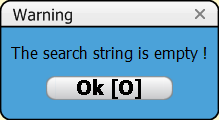 Warning
The search string is empty !
Ok [O]